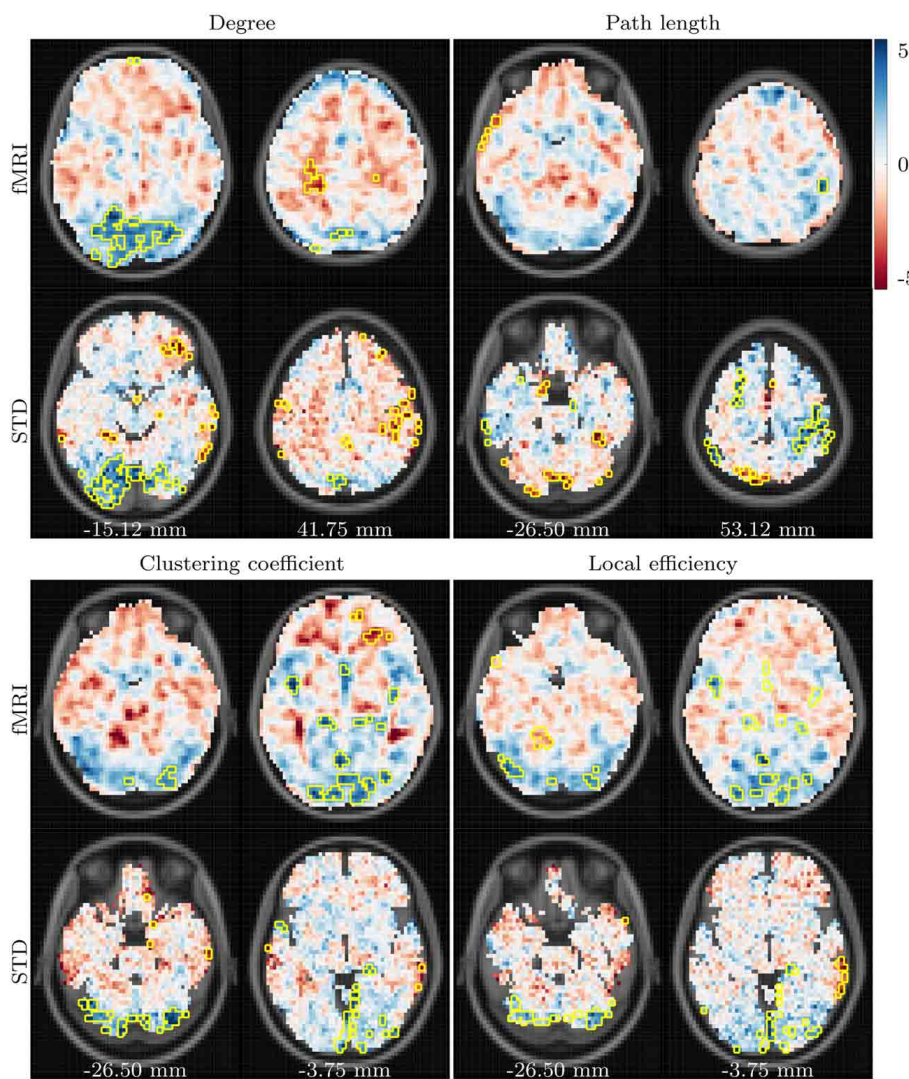 Degree
Path length
fMRI
5
0
-5
STD
-15.12 mm
41.75 mm
-26.50 mm
53.12 mm
Clustering coefficient
Local efficiency
fMRI
STD
-26.50 mm
-3.75 mm
-26.50 mm
-3.75 mm